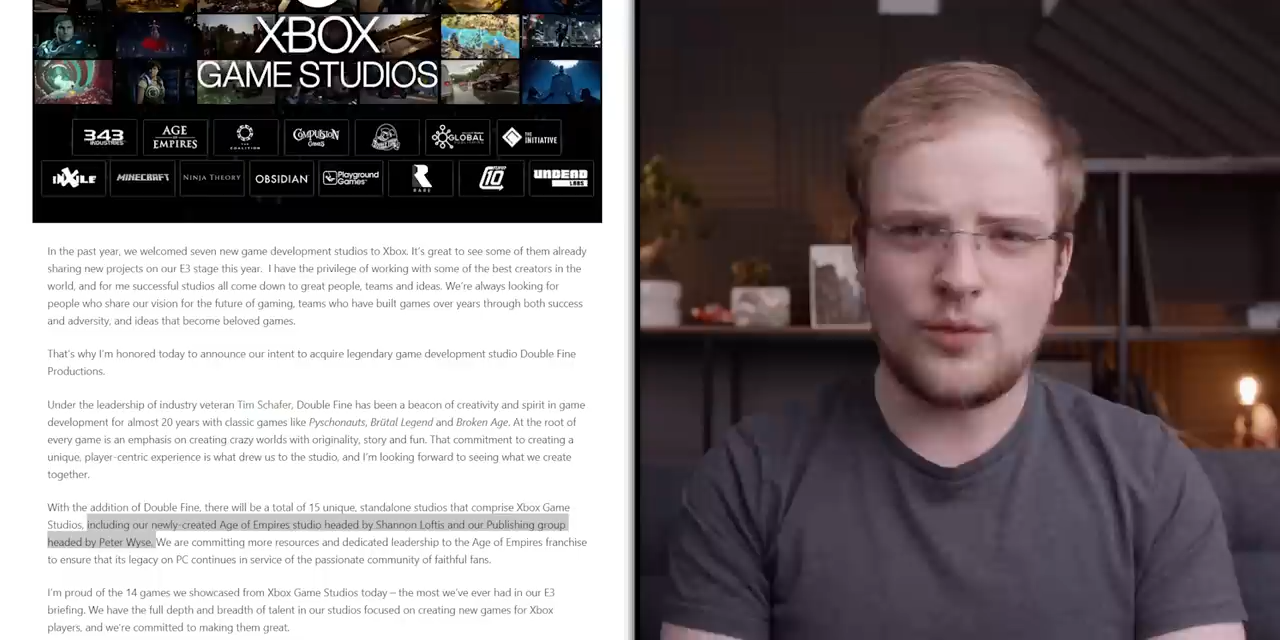 XBOX
GAME STUDIOS
343
INDUSTRIES
AGE
OF
EMPIRES
THE
COALITION
COMPULSION
GAMES
GLOBAL
PUBLISHING
THE
INITIATIVE
INXILE
MINECRAFT
NINJA THEORY
OBSIDIAN
Playground
Games
RARE
TURN
10
UNDEAD
LABS
In the past year, we welcomed seven new game development studios to Xbox. It's great to see some of them already
sharing new projects on our E3 stage this year. I have the privilege of working with some of the best creators in the
world, and for me successful studios all come down to great people, teams and ideas. We're always looking for
people who share our vision for the future of gaming, teams who have built games over years through both success
and adversity, and ideas that become beloved games.
That's why I'm honored today to announce our intent to acquire legendary game development studio Double Fine
Productions.
Under the leadership of industry veteran Tim Schafer, Double Fine has been a beacon of creativity and spirit in game
development for almost 20 years with classic games like Pyschonauts, Brütal Legend and Broken Age. At the root of
every game is an emphasis on creating crazy worlds with originality, story and fun. That commitment to creating a
unique, player-centric experience is what drew us to the studio, and I'm looking forward to seeing what we create
together.
With the addition of Double Fine, there will be a total of 15 unique, standalone studios that comprise Xbox Game
Studios, including our newly-created Age of Empires studio headed by Shannon Loftis and our Publishing group
headed by Peter Wyse. We are committing more resources and dedicated leadership to the Age of Empires franchise
to ensure that its legacy on PC continues in service of the passionate community of faithful fans.
I'm proud of the 14 games we showcased from Xbox Game Studios today – the most we've ever had in our E3
briefing. We have the full depth and breadth of talent in our studios focused on creating new games for Xbox
players, and we're committed to making them great.